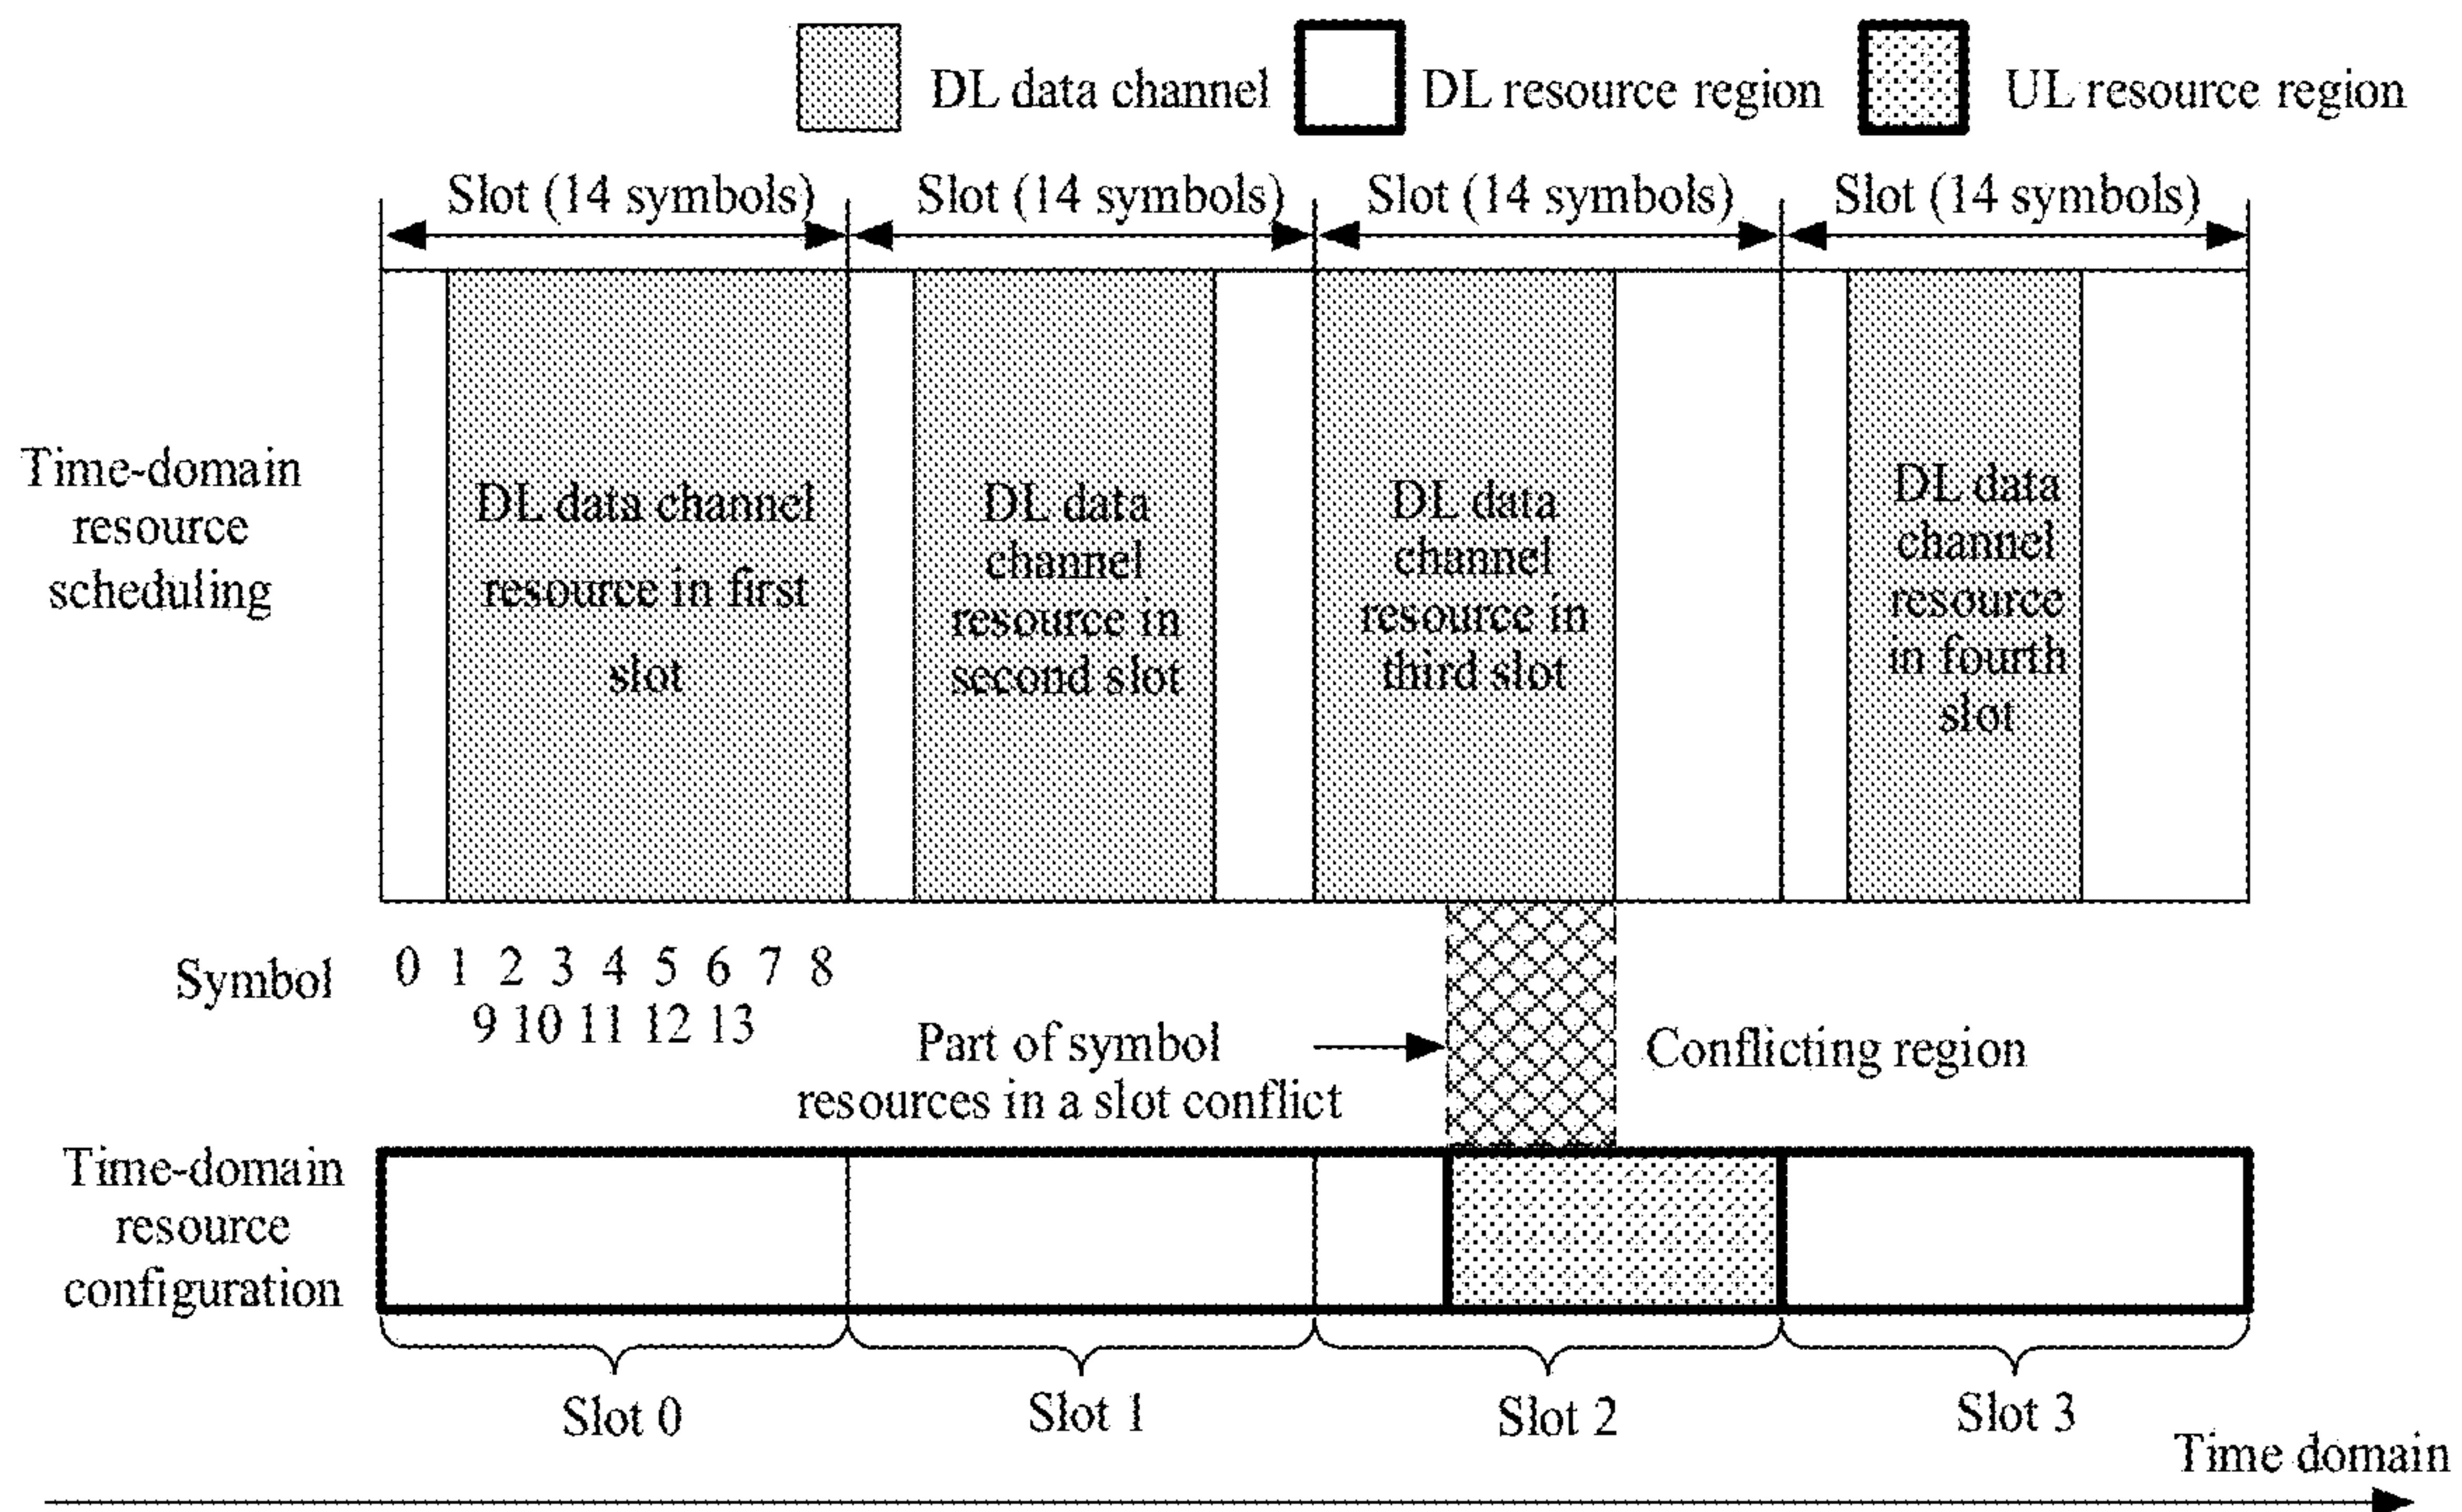 DL data channel
DL resource region
UL resource region
Slot (14 symbols)
Slot (14 symbols)
Slot (14 symbols)
Slot (14 symbols)
Time-domain
resource
scheduling
DL data channel
resource in first
slot
DL data
channel
resource in
second slot
DL data
channel
resource in
third slot
DL data
channel
resource
in fourth
slot
Symbol
0 1 2 3 4 5 6 7 8
9 10 11 12 13
Part of symbol
resources in a slot conflict
Conflicting region
Time-domain
resource
configuration
Slot 0
Slot 1
Slot 2
Slot 3
Time domain